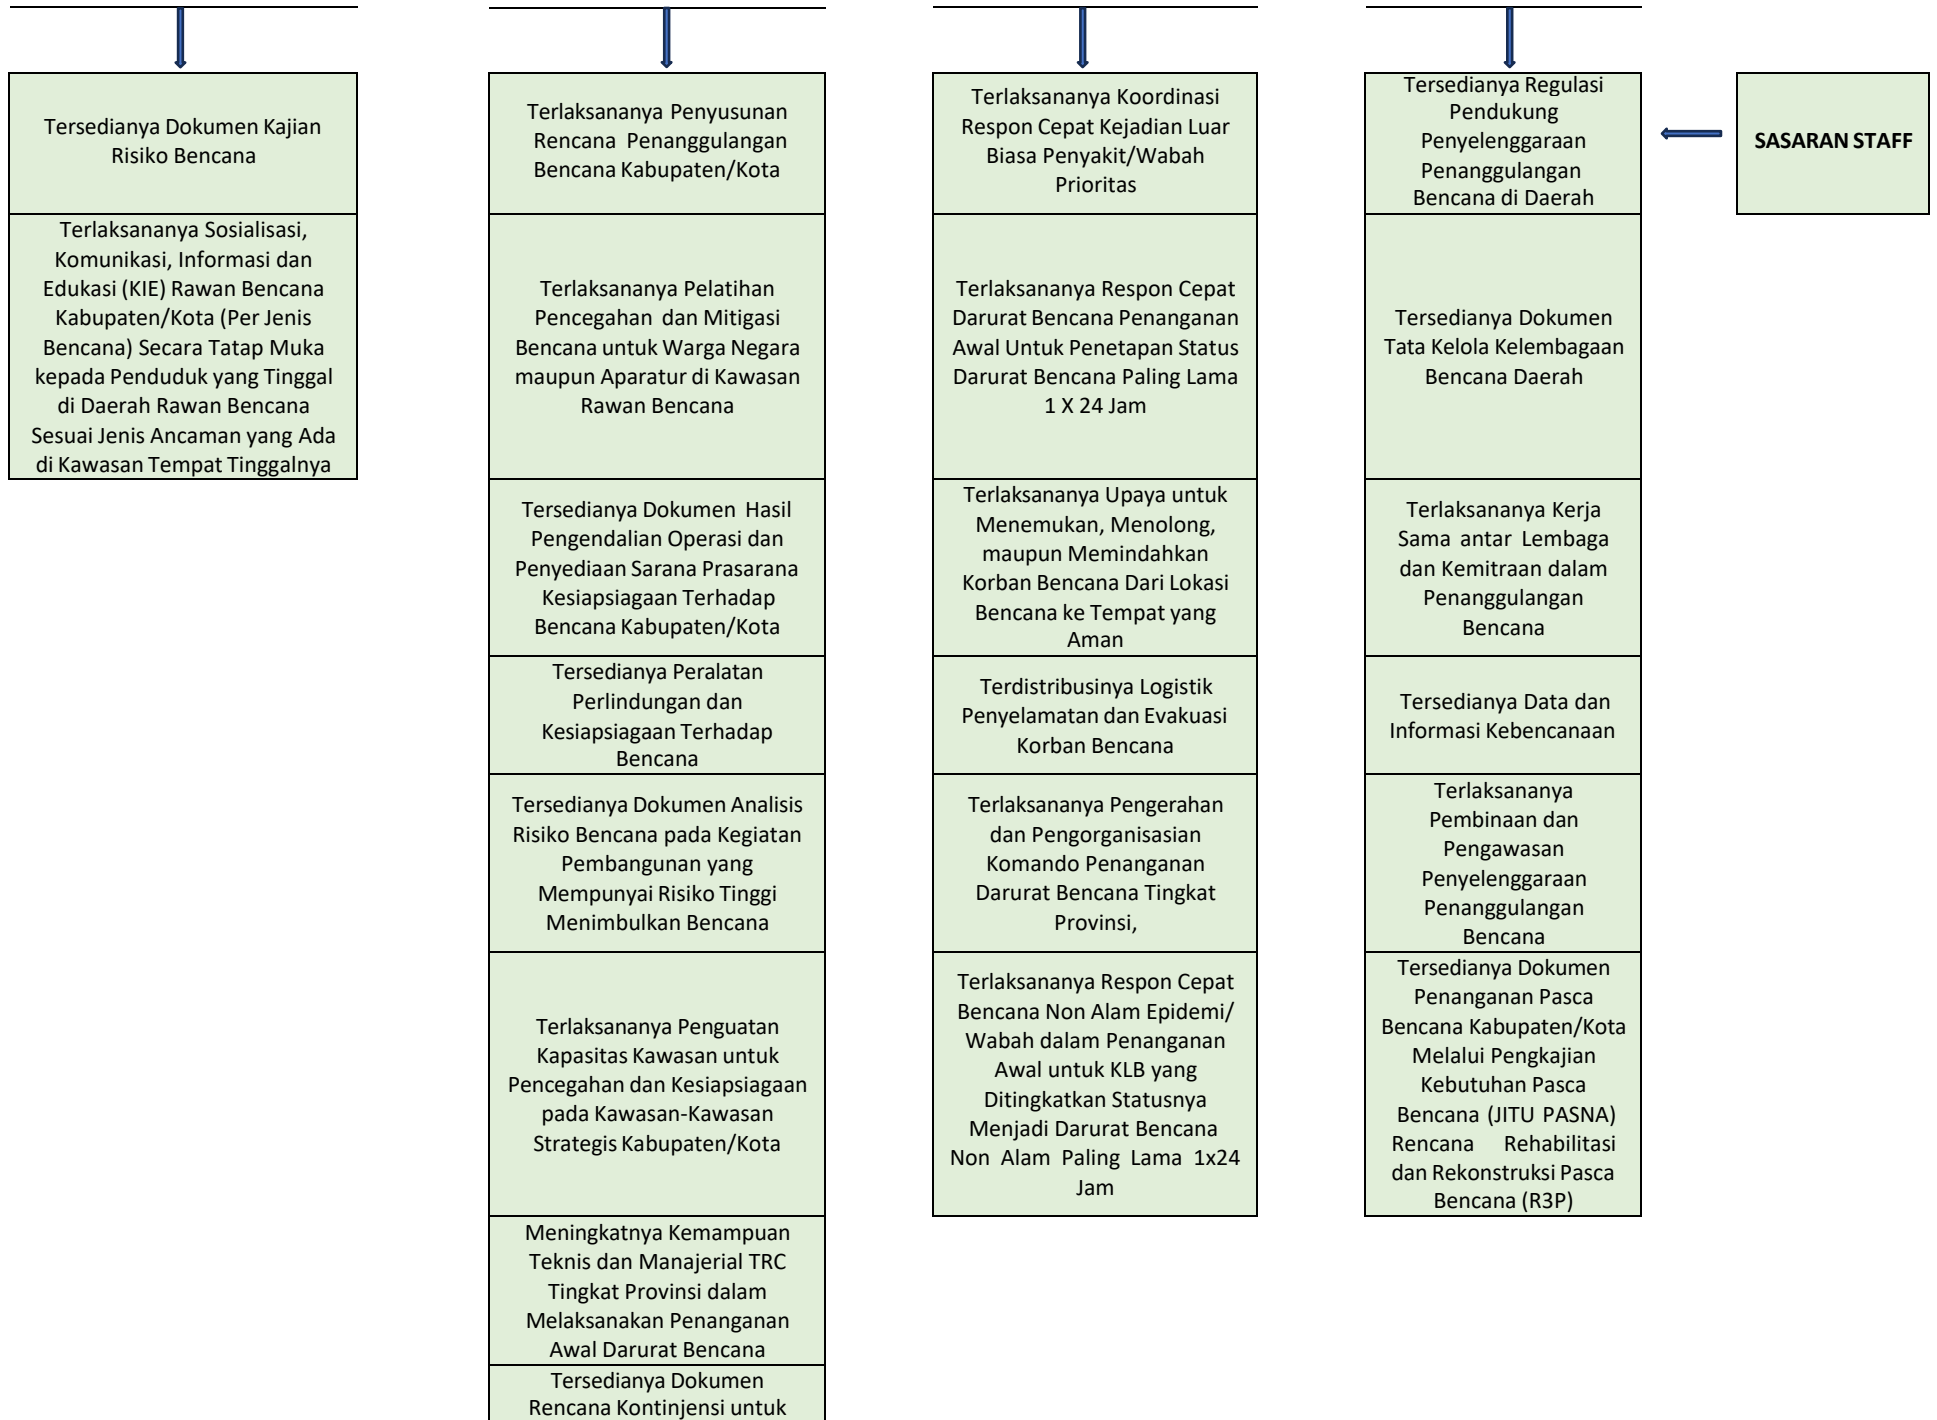 Tersedianya Dokumen Kajian
Risiko Bencana
Terlaksananya Sosialisasi,
Komunikasi, Informasi dan
Edukasi (KIE) Rawan Bencana
Kabupaten/Kota (Per Jenis
Bencana) Secara Tatap Muka
kepada Penduduk yang Tinggal
di Daerah Rawan Bencana
Sesuai Jenis Ancaman yang Ada
di Kawasan Tempat Tinggalnya
Terlaksananya Penyusunan
Rencana Penanggulangan
Bencana Kabupaten/Kota
Terlaksananya Pelatihan
Pencegahan dan Mitigasi
Bencana untuk Warga Negara
maupun Aparatur di Kawasan
Rawan Bencana
Tersedianya Dokumen Hasil
Pengendalian Operasi dan
Penyediaan Sarana Prasarana
Kesiapsiagaan Terhadap
Bencana Kabupaten/Kota
Tersedianya Peralatan
Perlindungan dan
Kesiapsiagaan Terhadap
Bencana
Tersedianya Dokumen Analisis
Risiko Bencana pada Kegiatan
Pembangunan yang
Mempunyai Risiko Tinggi
Menimbulkan Bencana
Terlaksananya Penguatan
Kapasitas Kawasan untuk
Pencegahan dan Kesiapsiagaan
pada Kawasan-Kawasan
Strategis Kabupaten/Kota
Meningkatnya Kemampuan
Teknis dan Manajerial TRC
Tingkat Provinsi dalam
Melaksanakan Penanganan
Awal Darurat Bencana
Tersedianya Dokumen
Rencana Kontinjensi untuk
Terlaksananya Koordinasi
Respon Cepat Kejadian Luar
Biasa Penyakit/Wabah
Prioritas
Terlaksananya Respon Cepat
Darurat Bencana Penanganan
Awal Untuk Penetapan Status
Darurat Bencana Paling Lama
1 X 24 Jam
Terlaksananya Upaya untuk
Menemukan, Menolong,
maupun Memindahkan
Korban Bencana Dari Lokasi
Bencana ke Tempat yang
Aman
Terdistribusinya Logistik
Penyelamatan dan Evakuasi
Korban Bencana
Terlaksananya Pengerahan
dan Pengorganisasian
Komando Penanganan
Darurat Bencana Tingkat
Provinsi,
Terlaksananya Respon Cepat
Bencana Non Alam Epidemi/
Wabah dalam Penanganan
Awal untuk KLB yang
Ditingkatkan Statusnya
Menjadi Darurat Bencana
Non Alam Paling Lama 1x24
Jam
Tersedianya Regulasi
Pendukung
Penyelenggaraan
Penanggulangan
Bencana di Daerah
Tersedianya Dokumen
Tata Kelola Kelembagaan
Bencana Daerah
Terlaksananya Kerja
Sama antar Lembaga
dan Kemitraan dalam
Penanggulangan
Bencana
Tersedianya Data dan
Informasi Kebencanaan
Terlaksananya
Pembinaan dan
Pengawasan
Penyelenggaraan
Penanggulangan
Bencana
Tersedianya Dokumen
Penanganan Pasca
Bencana Kabupaten/Kota
Melalui Pengkajian
Kebutuhan Pasca
Bencana (JITU PASNA)
Rencana Rehabilitasi
dan Rekonstruksi Pasca
Bencana (R3P)
SASARAN STAFF